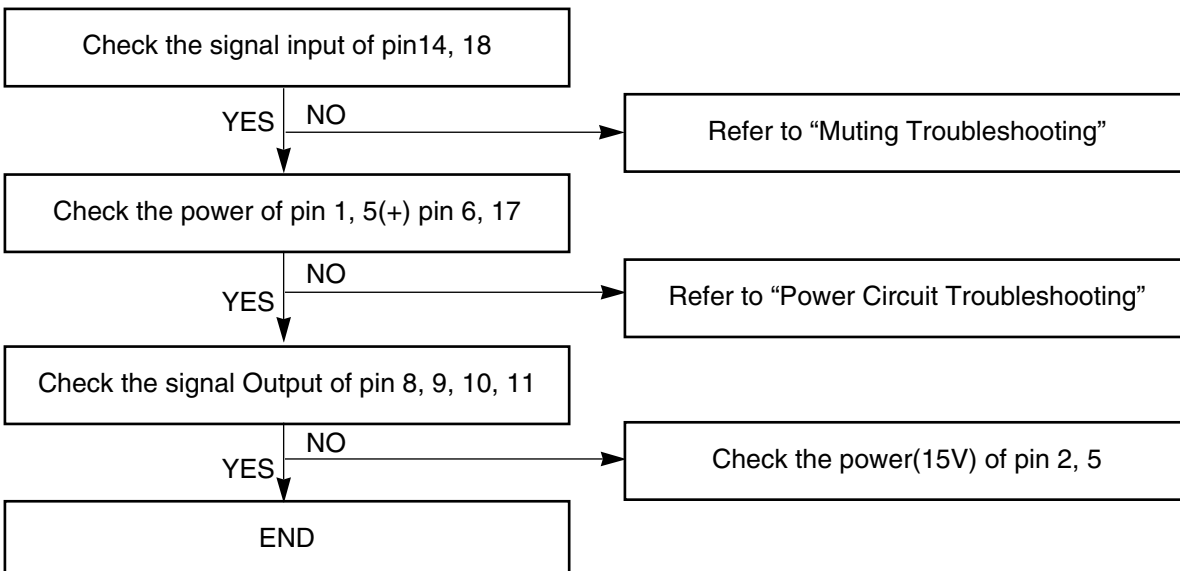 Check the signal input of pin14, 18
YES
NO
Refer to “Muting Troubleshooting”
Check the power of pin 1, 5(+) pin 6, 17
NO
YES
Refer to “Power Circuit Troubleshooting”
Check the signal Output of pin 8, 9, 10, 11
NO
YES
Check the power(15V) of pin 2, 5
END